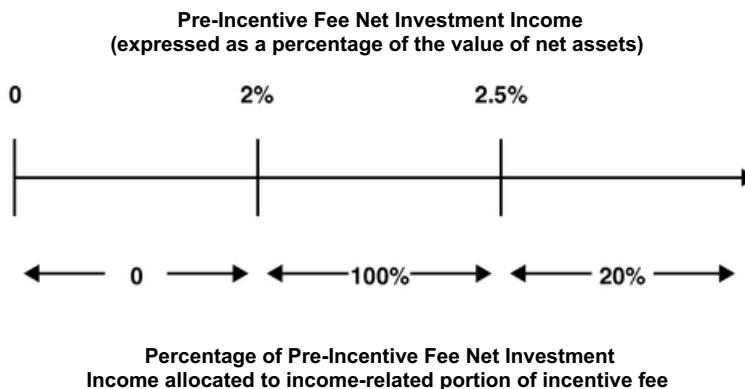 Pre-Incentive Fee Net Investment Income
(expressed as a percentage of the value of net assets)
0 2% 2.5%
0 100% 20%
Percentage of Pre-Incentive Fee Net Investment
Income allocated to income-related portion of incentive fee